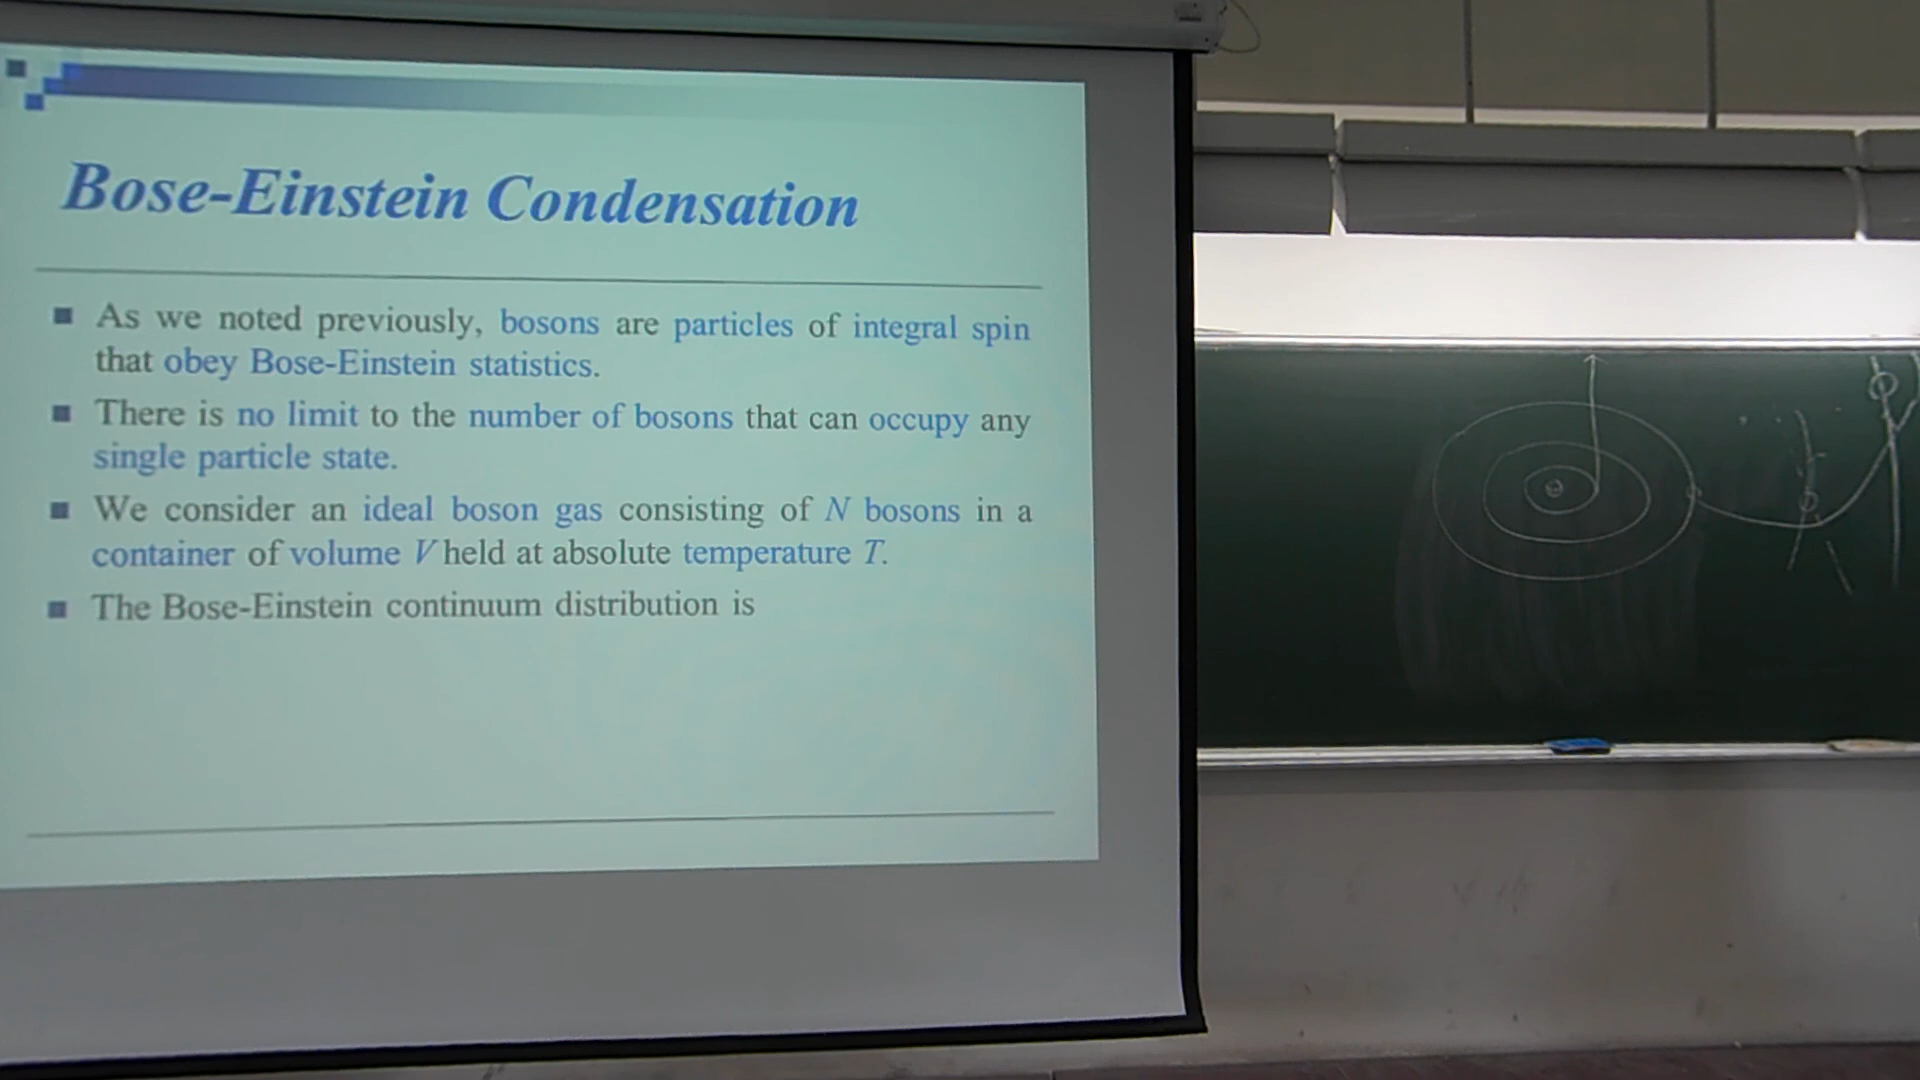 Bose-Einstein Condensation
As we noted previously, bosons are particles of integral spin
that obey Bose-Einstein statistics.
There is no limit to the number of bosons that can occupy any
single particle state.
We consider an ideal boson gas consisting of N bosons in a
container of volume V held at absolute temperature T.
The Bose-Einstein continuum distribution is